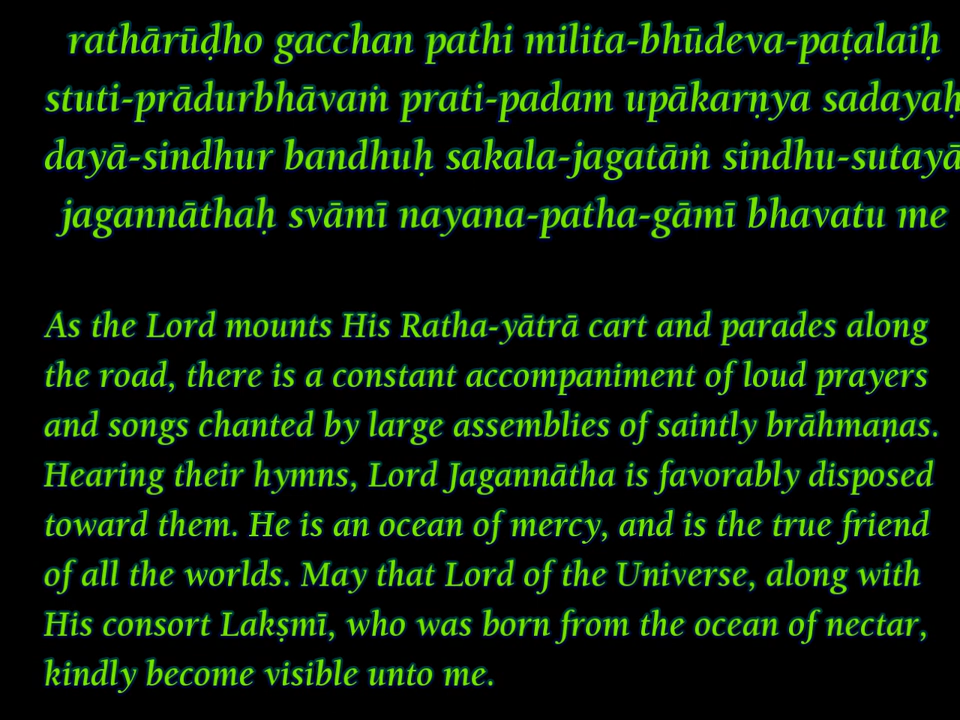 rathārūḍho gacchan pathi milita-bhūdeva-paṭalaiḥ
stuti-prādurbhāvaṁ prati-padam upākarṇya sadayaḥ
dayā-sindhur bandhuḥ sakala-jagatāṁ sindhu-sutayā
jagannāthaḥ svāmī nayana-patha-gāmī bhavatu me
As the Lord mounts His Ratha-yātrā cart and parades along
the road, there is a constant accompaniment of loud prayers
and songs chanted by large assemblies of saintly brāhmaṇas.
Hearing their hymns, Lord Jagannātha is favorably disposed
toward them. He is an ocean of mercy, and is the true friend
of all the worlds. May that Lord of the Universe, along with
His consort Lakṣmī, who was born from the ocean of nectar,
kindly become visible unto me.